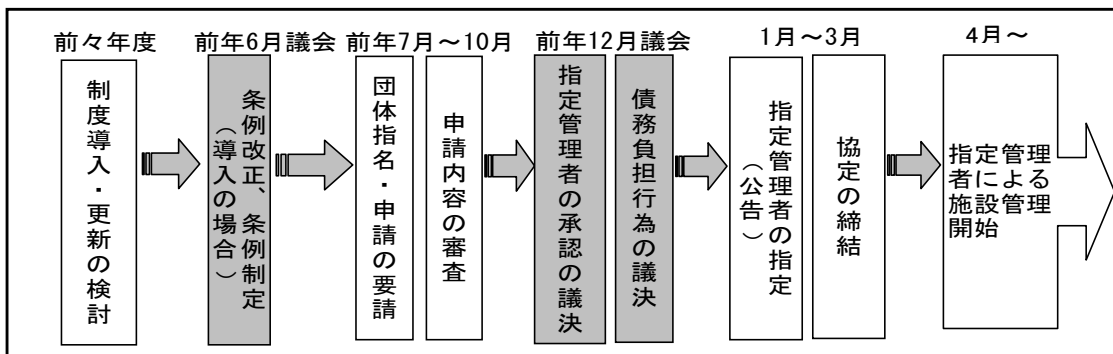 前々年度
制度導入・更新の検討
前年6月議会
条例改正、条例制定
（導入の場合）
前年7月～10月
団体指名・申請の要請
申請内容の審査
前年12月議会
指定管理者の承認の議決
債務負担行為の議決
1月～3月
指定管理者の指定
（公告）
協定の締結
4月～
指定管理
者による
施設管理
開始